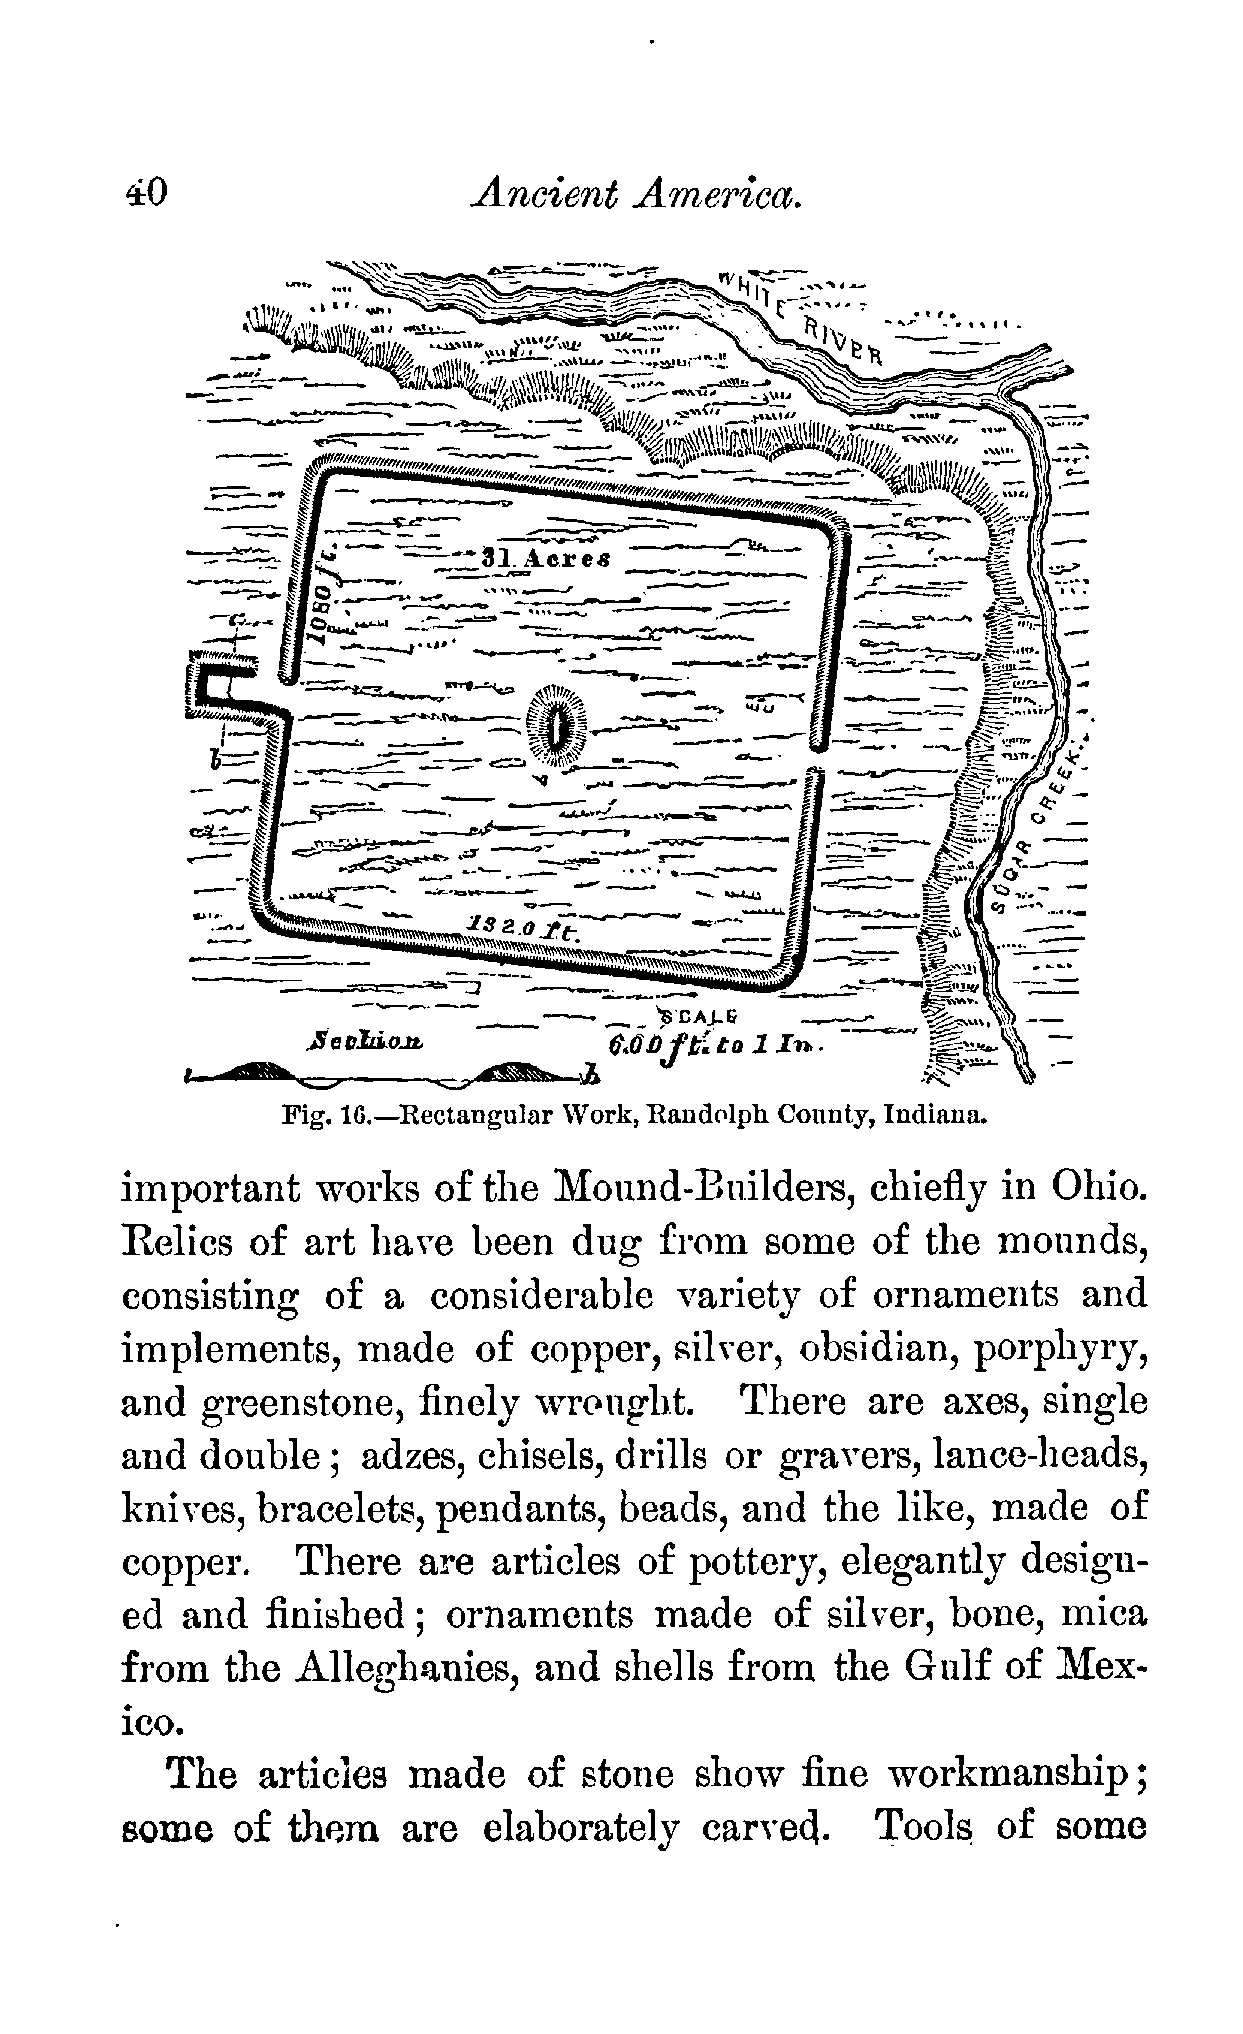 40 Ancient America.
WHITE RIVER
31 Acres
1080 ft.
SUGAR CREEK.
b
1320 ft.
SCALE
Section
600 ft. to 1 In.
b
Fig. 16.—Rectangular Work, Randolph County, Indiana.
important works of the Mound-Builders, chiefly in Ohio.
Relics of art have been dug from some of the mounds,
consisting of a considerable variety of ornaments and
implements, made of copper, silver, obsidian, porphyry,
and greenstone, finely wrought. There are axes, single
and double; adzes, chisels, drills or gravers, lance-heads,
knives, bracelets, pendants, beads, and the like, made of
copper. There are articles of pottery, elegantly design-
ed and finished; ornaments made of silver, bone, mica
from the Alleghanies, and shells from the Gulf of Mex-
ico.
The articles made of stone show fine workmanship;
some of them are elaborately carved. Tools of some